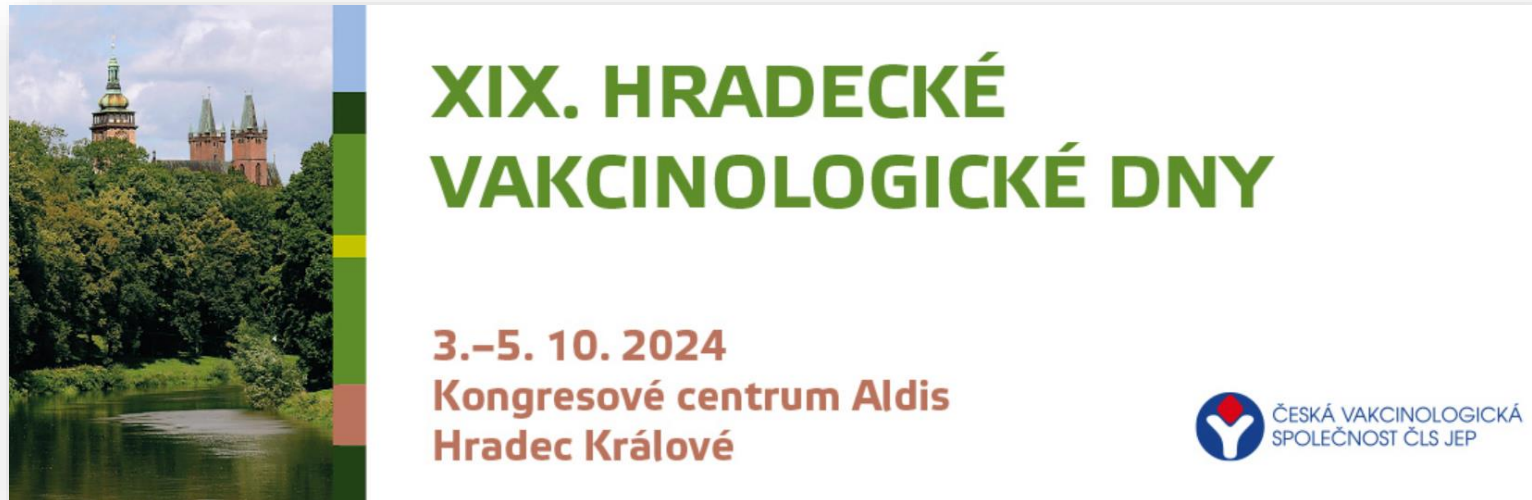 XIX. HRADECKÉ
VAKCINOLOGICKÉ DNY
3.–5. 10. 2024
Kongresové centrum Aldis
Hradec Králové
ČESKÁ VAKCINOLOGICKÁ
SPOLEČNOST ČLS JEP